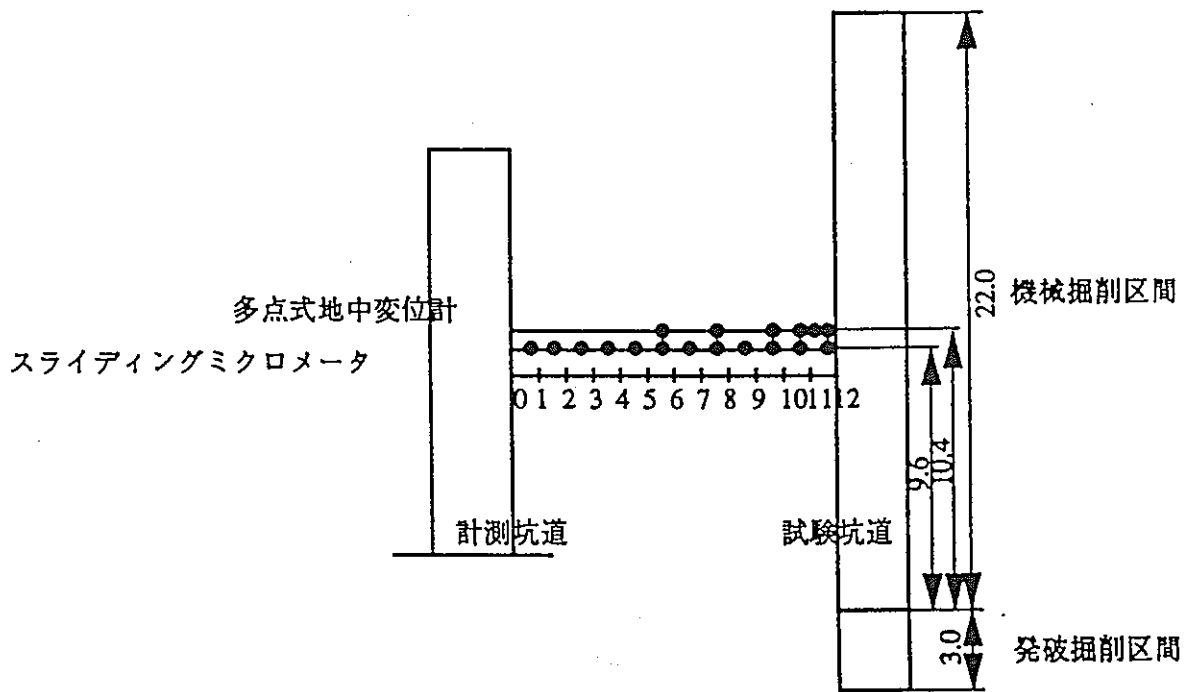 22.0
機械掘削区間
多点式地中変位計
スライディングミクロメータ
0 1 2 3 4 5 6 7 8 9 10 11 12
9.6
10.4
計測坑道
試験坑道
3.0
発破掘削区間